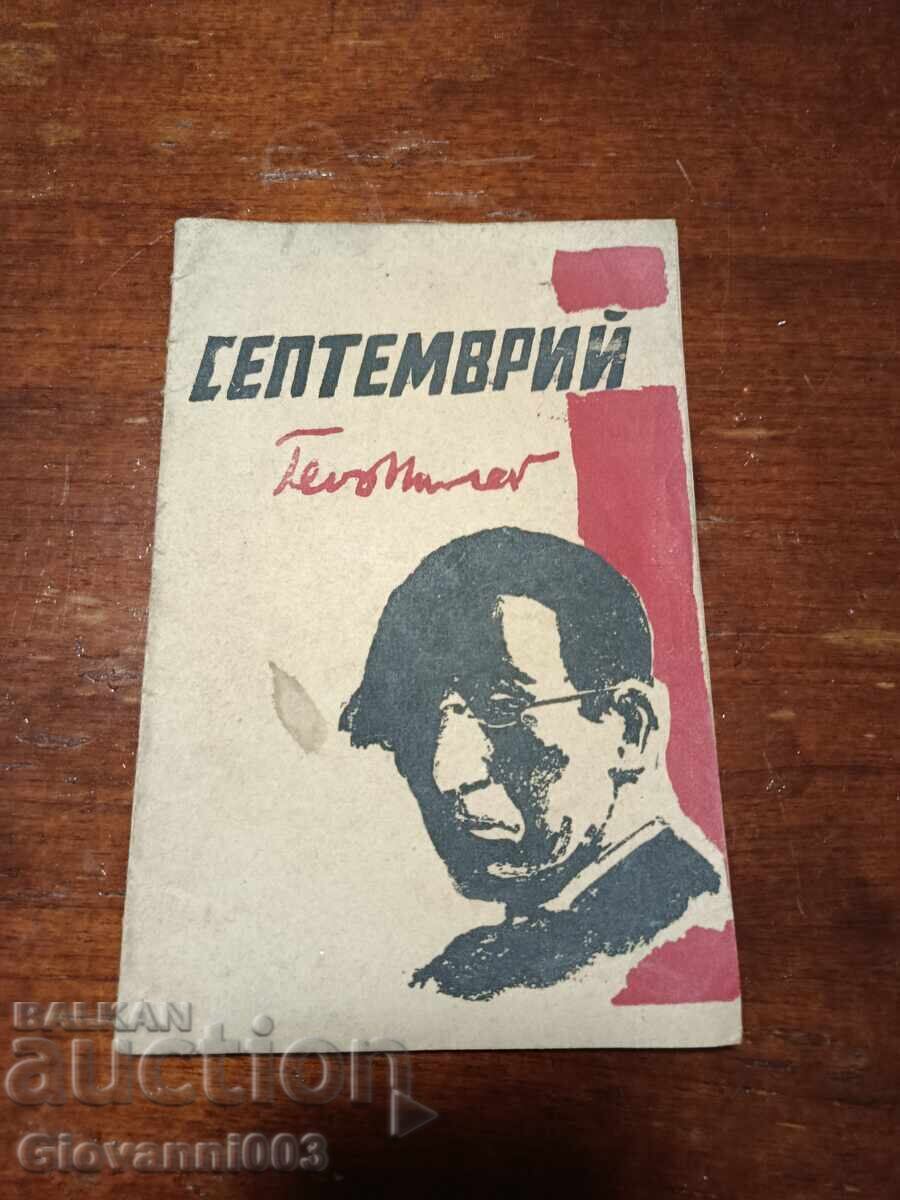 СЕПТЕМВРИЙ
Гео Милев
BALKAN
auction
Giovanni003